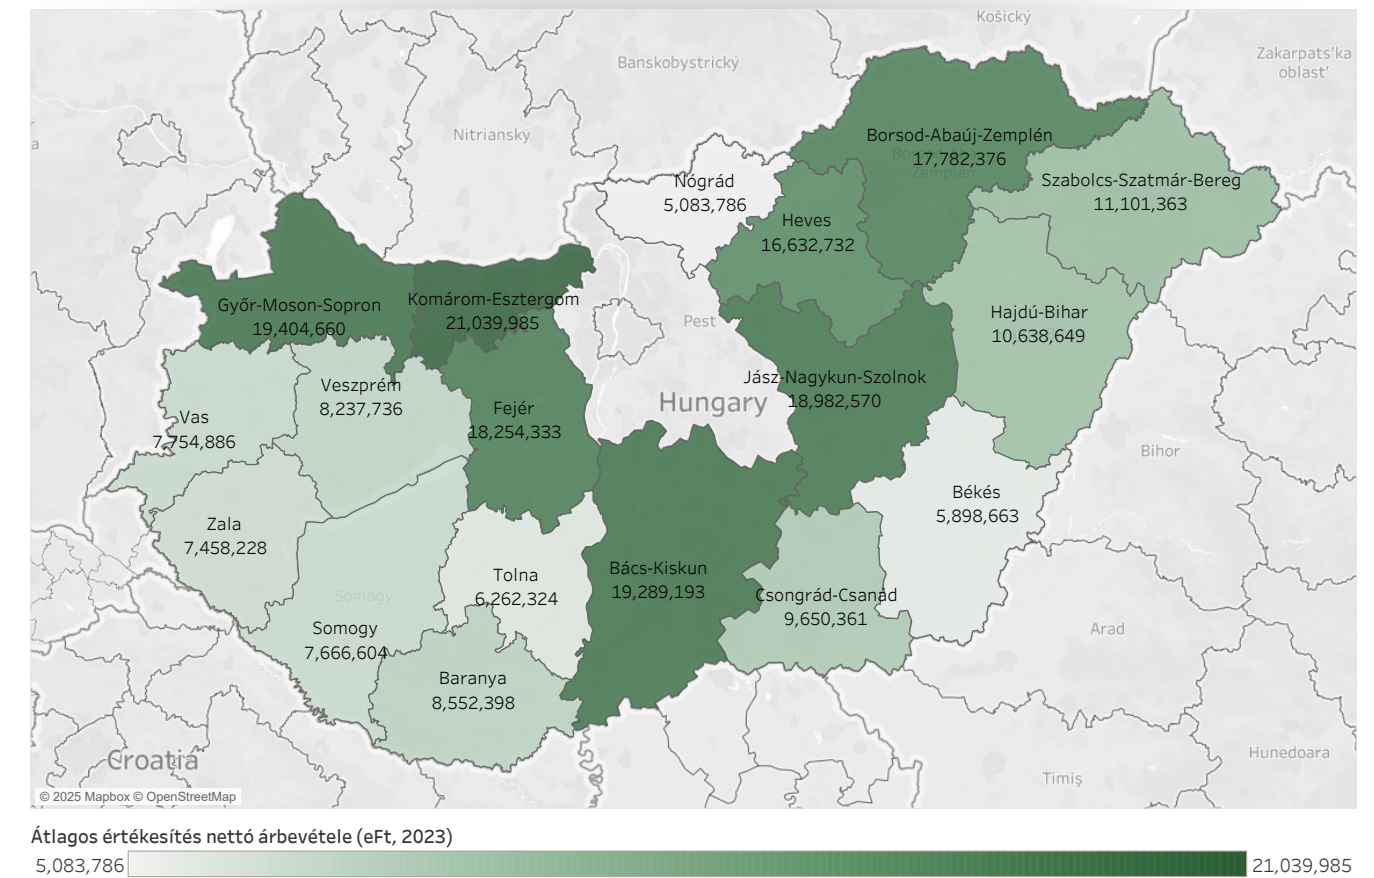 Košický
Zakarpats'ka
oblast'
Banskobystrický
Nitriansky
a
Borsod-Abaúj-Zemplén
17,782,376
Zemplén
Szabolcs-Szatmár-Bereg
11,101,363
Nógrád
5,083,786
Heves
16,632,732
Győr-Moson-Sopron
19,404,660
Komárom-Esztergom
21,039,985
Pest
Hajdú-Bihar
10,638,649
Veszprém
8,237,736
Jász-Nagykun-Szolnok
18,982,570
Hungary
Fejér
18,254,333
Vas
7,754,886
Bihor
Békés
5,898,663
Zala
7,458,228
Tolna
6,262,324
Bács-Kiskun
19,289,193
Csongrád-Csanád
9,650,361
Somogy
Somogy
7,666,604
Arad
Baranya
8,552,398
Croatia
Hunedoara
Timiș
© 2025 Mapbox © OpenStreetMap
Átlagos értékesítés nettó árbevétele (eFt, 2023)
5,083,786
21,039,985